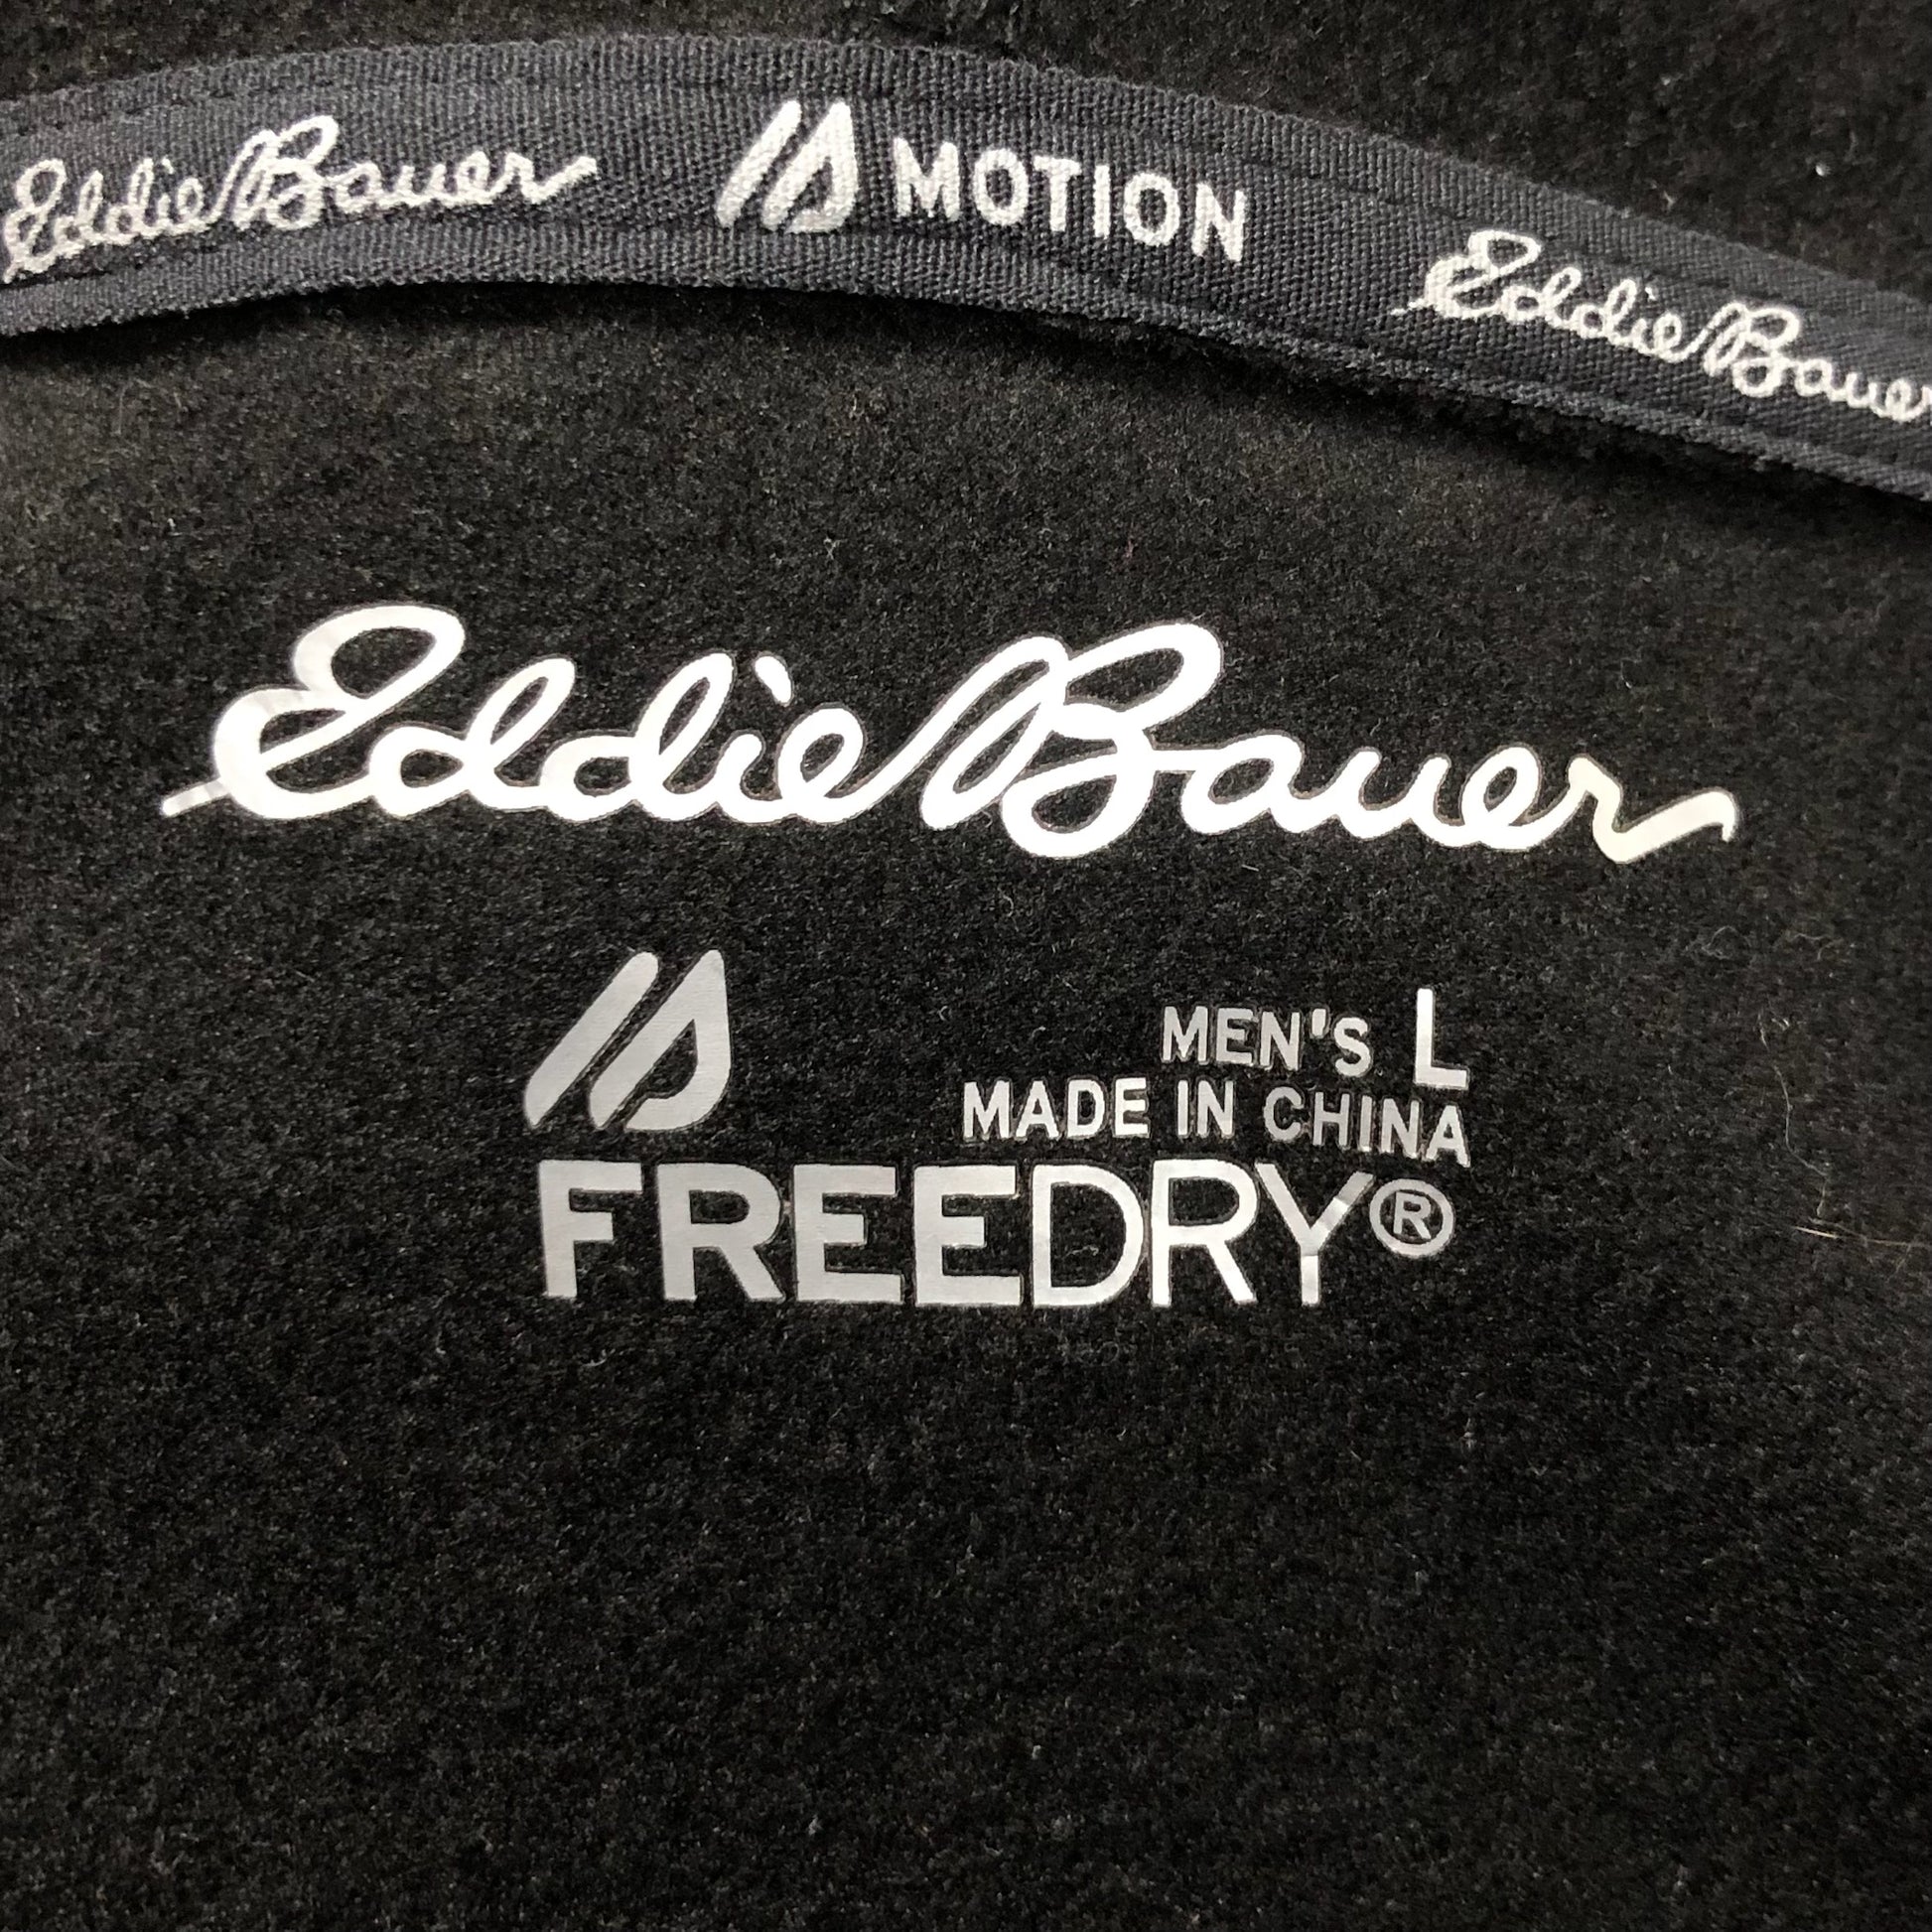 Eddie Bauer MOTION Eddie Bauer
Eddie Bauer
MEN'S L
MADE IN CHINA
FREEDRY®